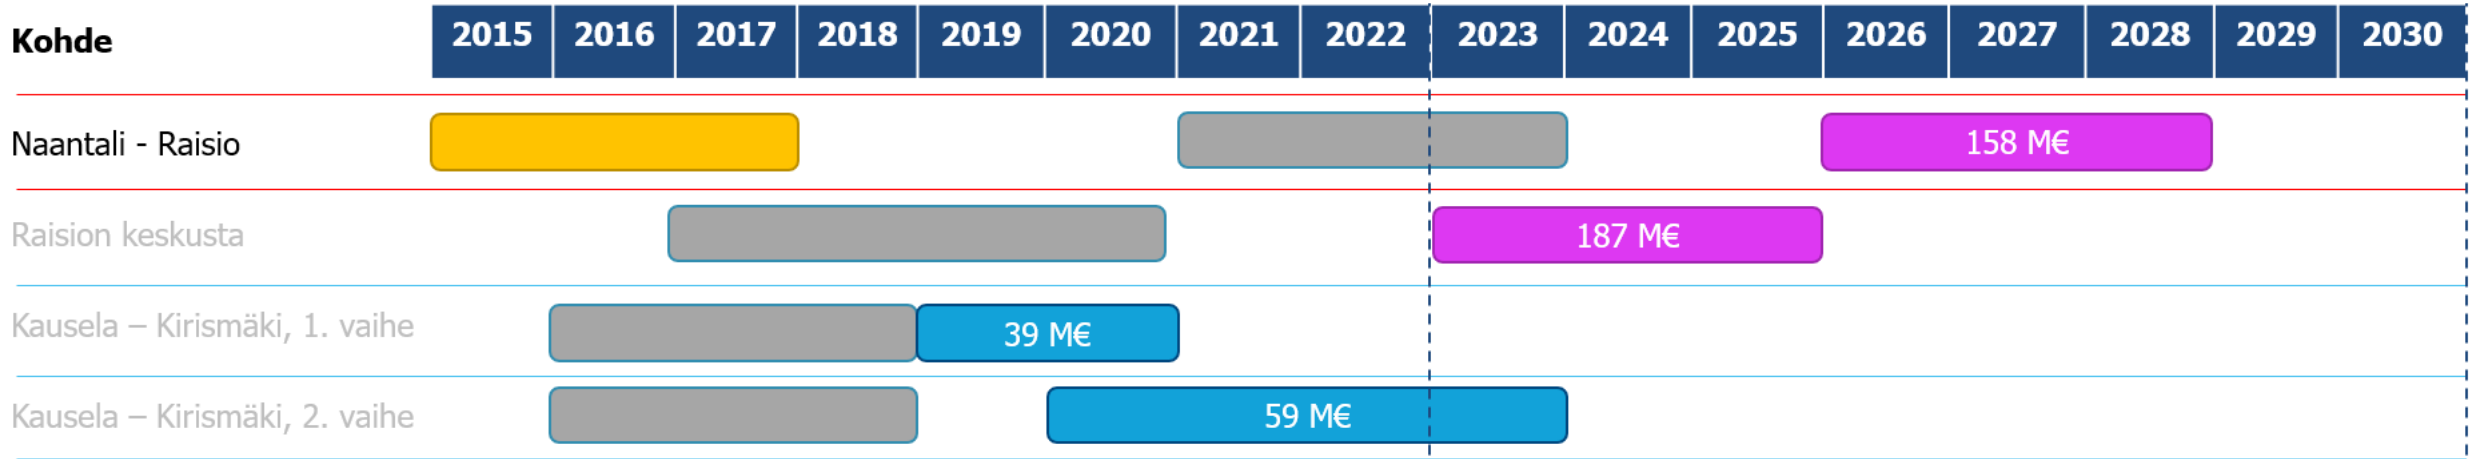 Kohde 2015 2016 2017 2018 2019 2020 2021 2022 2023 2024 2025 2026 2027 2028 2029 2030
Naantali - Raisio 158 M€
Raision keskusta 187 M€
Kausela – Kirismäki, 1. vaihe 39 M€
Kausela – Kirismäki, 2. vaihe 59 M€